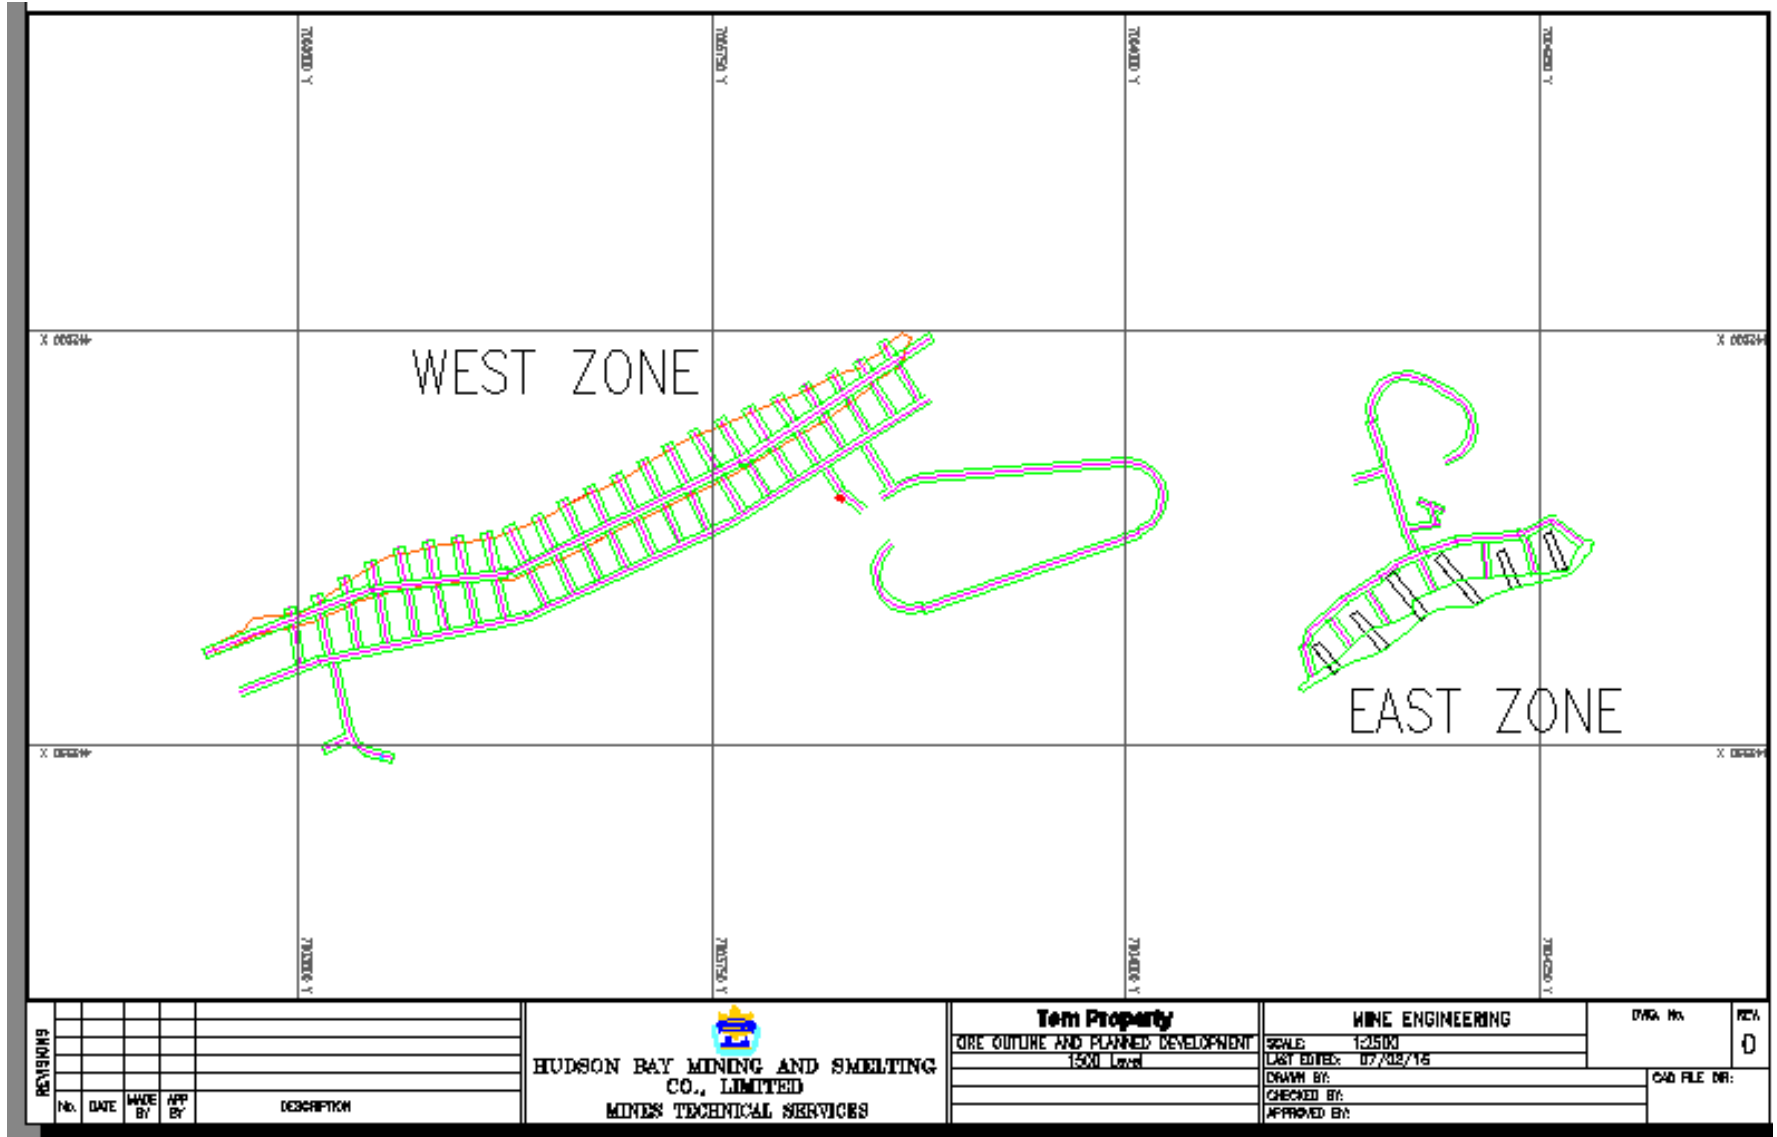 WEST ZONE
EAST ZONE
REVISIONS
No.
DATE
MADE
BY
APP
BY
DESCRIPTION
HUDSON BAY MINING AND SMELTING
CO., LIMITED
MINES TECHNICAL SERVICES
Tom Property
ORE OUTLINE AND PLANNED DEVELOPMENT
1500 Level
MINE ENGINEERING
SCALE: 1:2500
LAST EDITED: 07/02/16
DRAWN BY:
CHECKED BY:
APPROVED BY:
DWG. No.
REV.
0
CAD FILE DIR: